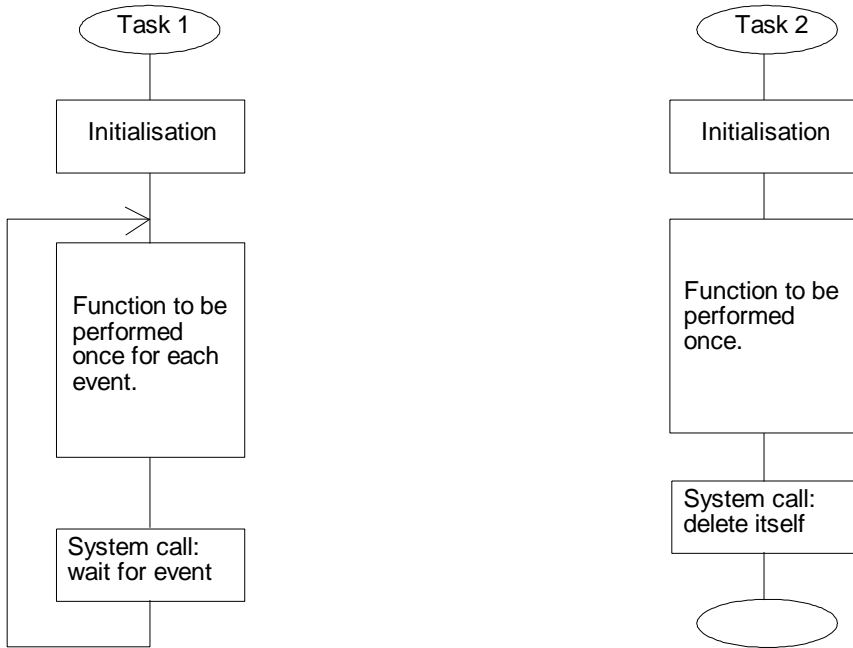 Task 1
Initialisation
Function to be
performed
once for each
event.
System call:
wait for event
Task 2
Initialisation
Function to be
performed
once.
System call:
delete itself